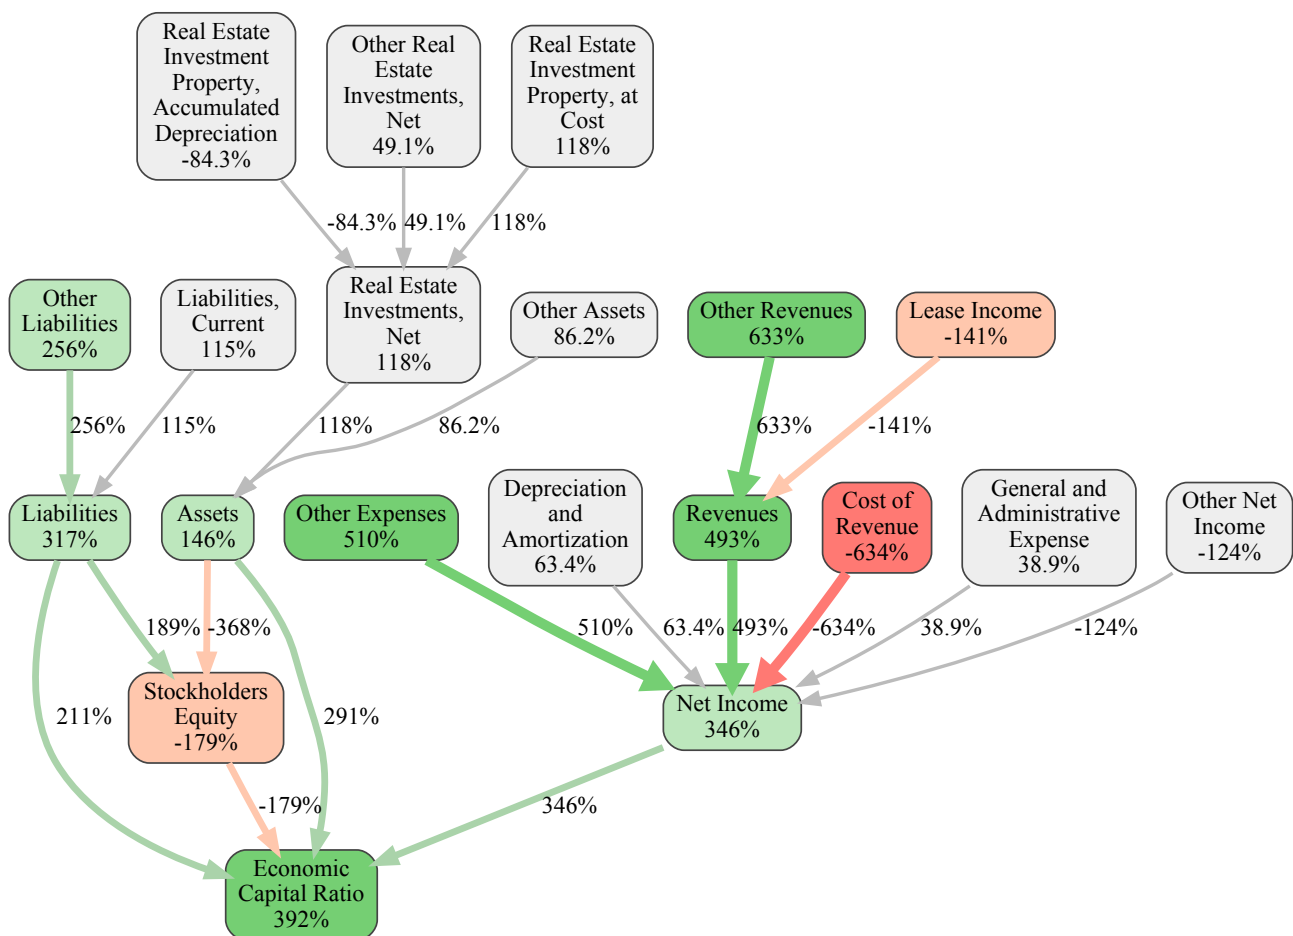 Real Estate
Investment
Property,
Accumulated
Depreciation
-84.3%
Other Real
Estate
Investments,
Net
49.1%
Real Estate
Investment
Property, at
Cost
118%
-84.3%
49.1%
118%
Other
Liabilities
256%
Liabilities,
Current
115%
Real Estate
Investments,
Net
118%
Other Assets
86.2%
Other Revenues
633%
Lease Income
-141%
256%
115%
118%
86.2%
633%
-141%
Liabilities
317%
Assets
146%
Other Expenses
510%
Depreciation
and
Amortization
63.4%
Revenues
493%
Cost of
Revenue
-634%
General and
Administrative
Expense
38.9%
Other Net
Income
-124%
189%
-368%
510%
63.4%
493%
-634%
38.9%
-124%
Stockholders
Equity
-179%
Net Income
346%
211%
291%
-179%
346%
Economic
Capital Ratio
392%